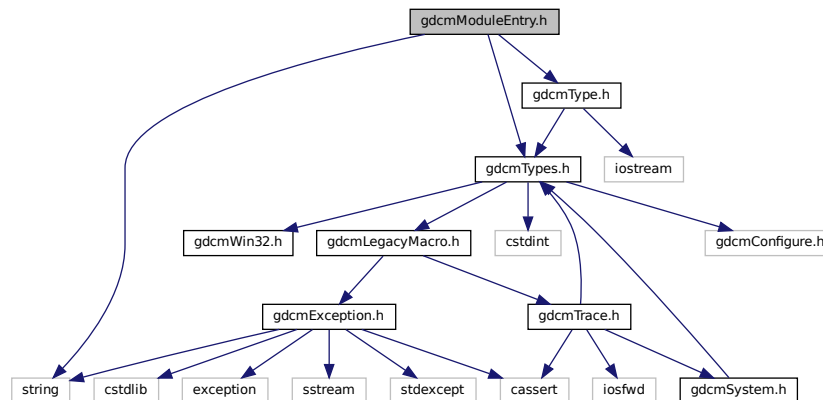 gdcmModuleEntry.h
gdcmType.h
gdcmTypes.h
iostream
gdcmWin32.h
gdcmLegacyMacro.h
cstdint
gdcmConfigure.h
gdcmException.h
gdcmTrace.h
string
cstdlib
exception
sstream
stdexcept
cassert
iosfwd
gdcmSystem.h